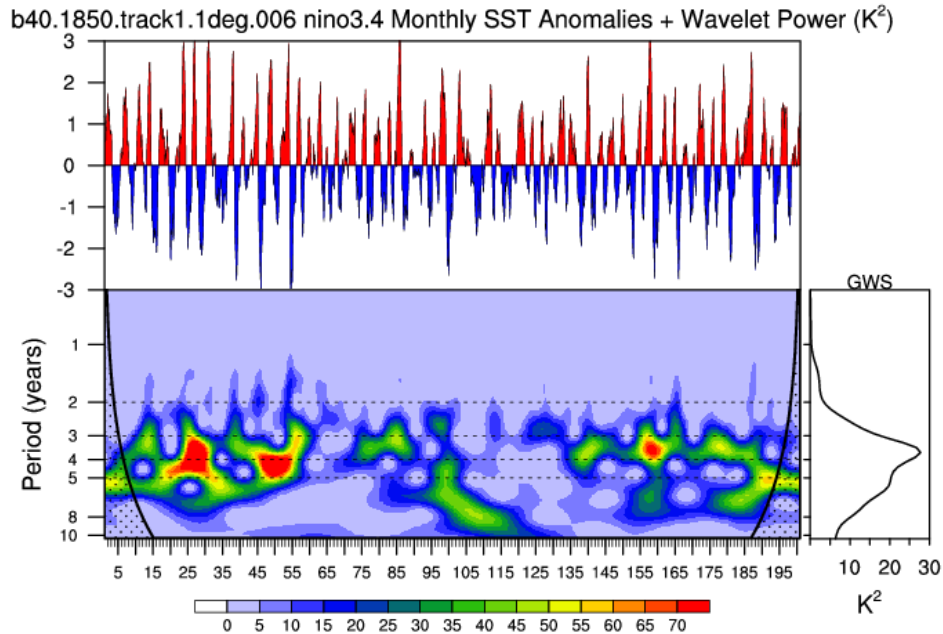 b40.1850.track1.1deg.006 nino3.4 Monthly SST Anomalies + Wavelet Power (K²)
3
2
1
0
-1
-2
-3
GWS
Period (years)
1
2
3
4
5
8
10
5 15 25 35 45 55 65 75 85 95 105 115 125 135 145 155 165 175 185 195
10 20 30
K²
0 5 10 15 20 25 30 35 40 45 50 55 60 65 70